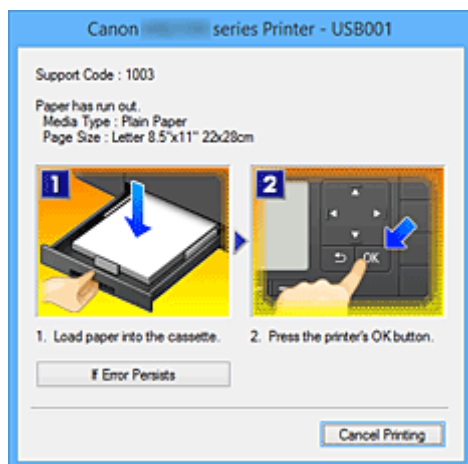 Canon series Printer - USB001
Support Code : 1003
Paper has run out.
Media Type : Plain Paper
Page Size : Letter 8.5"x11" 22x28cm
1
2
OK
1. Load paper into the cassette.
2. Press the printer's OK button.
If Error Persists
Cancel Printing